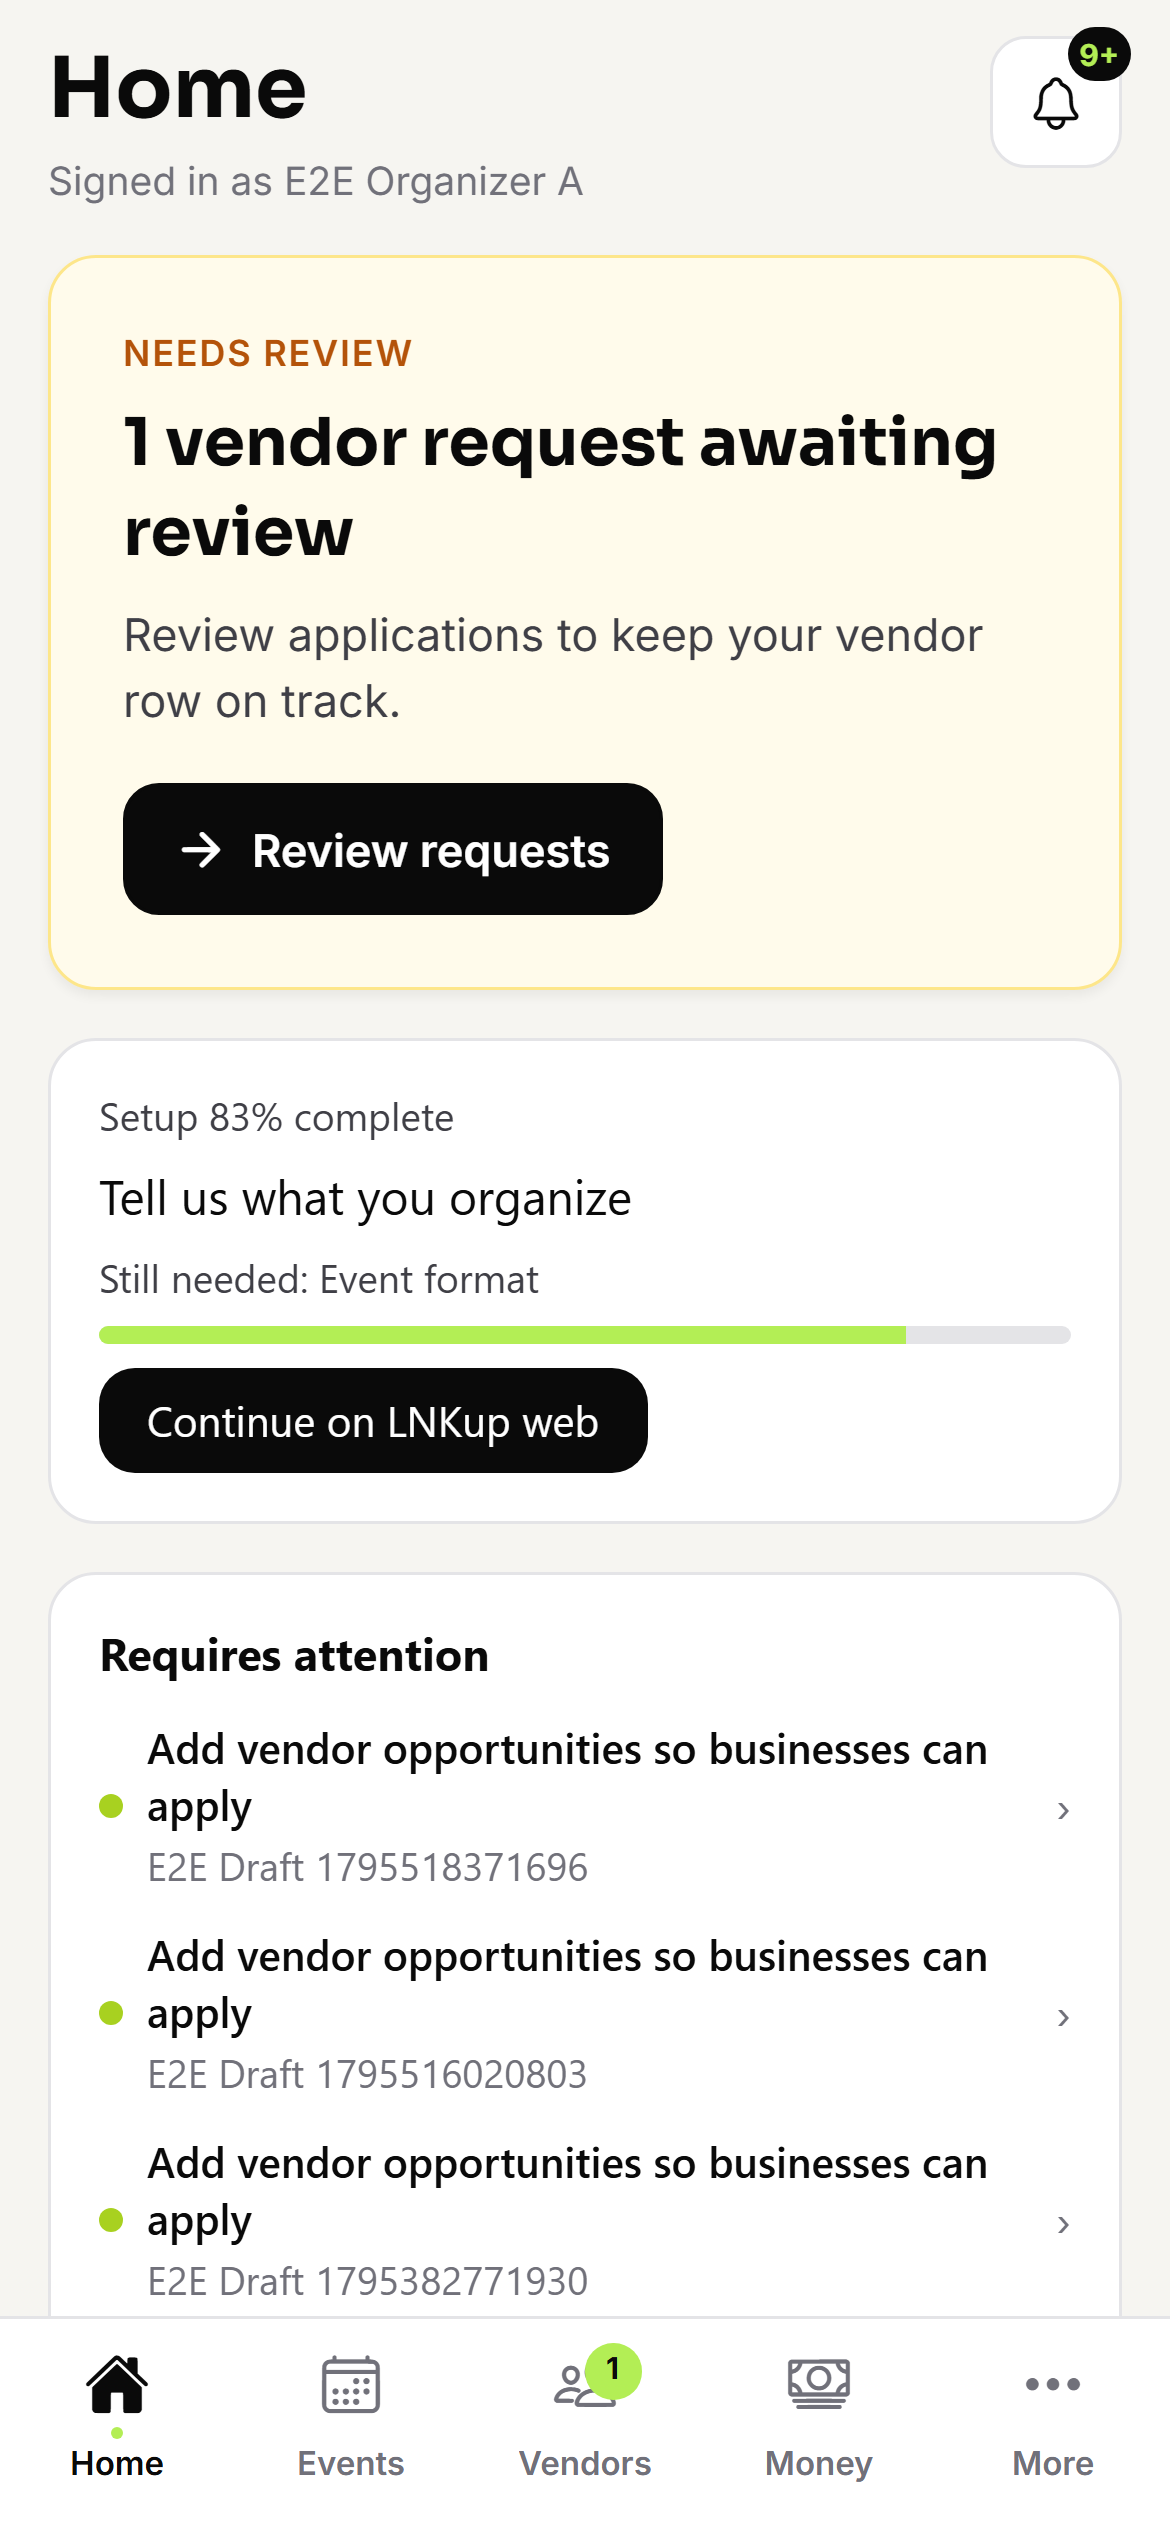 Home
9+
Signed in as E2E Organizer A
NEEDS REVIEW
1 vendor request awaiting
review
Review applications to keep your vendor
row on track.
→ Review requests
Setup 83% complete
Tell us what you organize
Still needed: Event format
Continue on LNKup web
Requires attention
Add vendor opportunities so businesses can
apply
E2E Draft 1795518371696
Add vendor opportunities so businesses can
apply
E2E Draft 1795516020803
Add vendor opportunities so businesses can
apply
E2E Draft 1795382771930
1
Home
Events
Vendors
Money
More